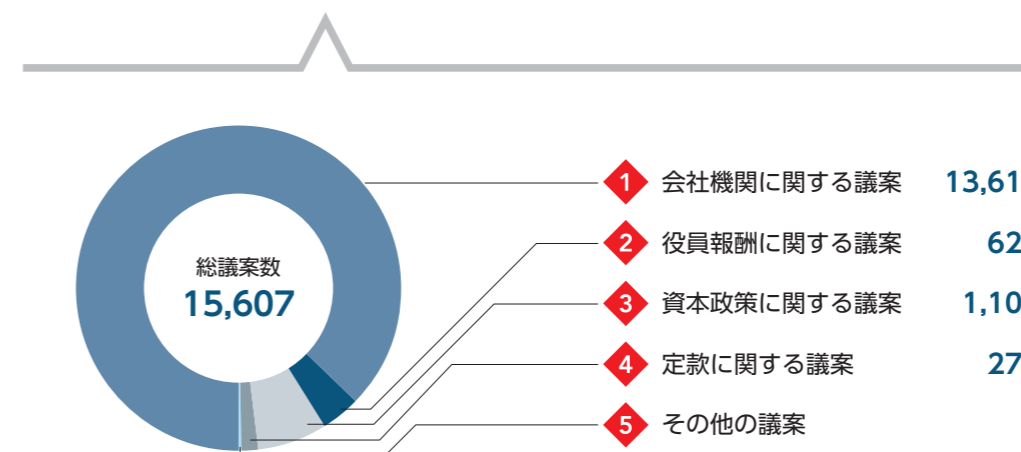 総議案数
15,607
1 会社機関に関する議案 13,61
2 役員報酬に関する議案 62
3 資本政策に関する議案 1,10
4 定款に関する議案 27
5 その他の議案